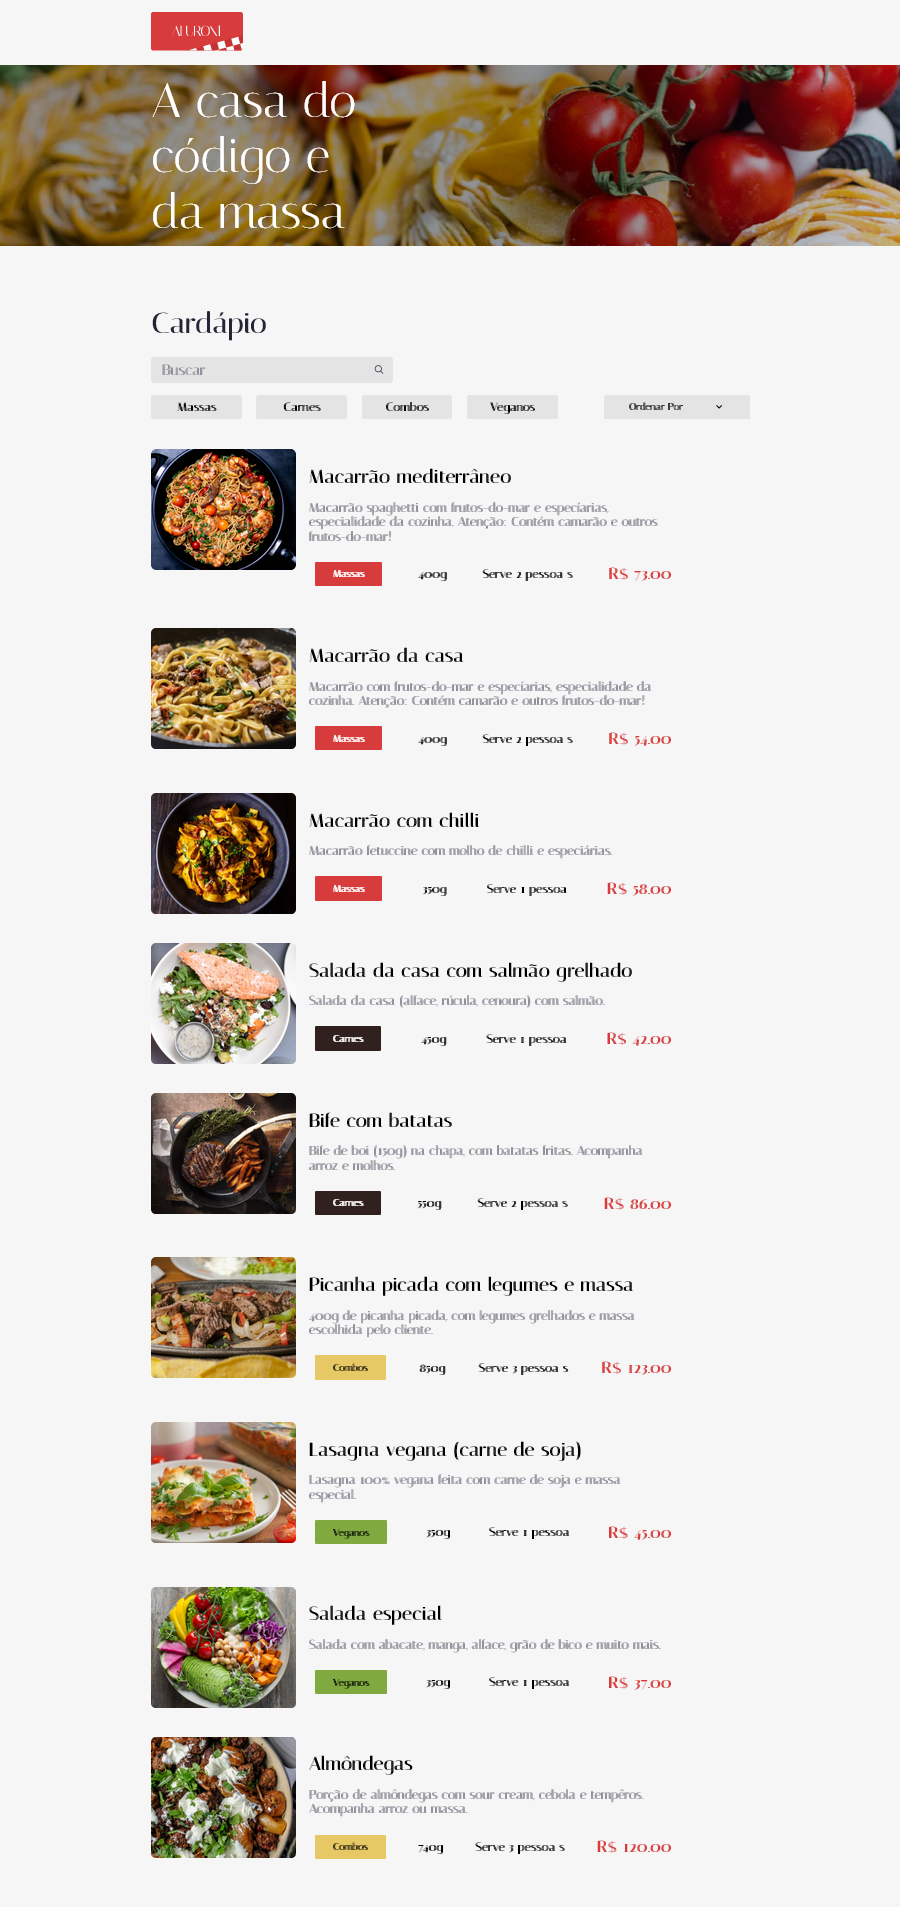 ALURONI
A casa do
código e
da massa
Cardápio
Buscar
Massas Carnes Combos Veganos Ordenar Por
Macarrão mediterrâneo
Macarrão spaghetti com frutos-do-mar e especíarias,
especialidade da cozinha. Atenção: Contém camarão e outros
frutos-do-mar!
Massas 400g Serve 2 pessoa s R$ 73.00
Macarrão da casa
Macarrão com frutos-do-mar e especíarias, especialidade da
cozinha. Atenção: Contém camarão e outros frutos-do-mar!
Massas 400g Serve 2 pessoa s R$ 54.00
Macarrão com chilli
Macarrão fetuccine com molho de chilli e especiárias.
Massas 350g Serve 1 pessoa R$ 58.00
Salada da casa com salmão grelhado
Salada da casa (alface, rúcula, cenoura) com salmão.
Carnes 450g Serve 1 pessoa R$ 42.00
Bife com batatas
Bife de boi (150g) na chapa, com batatas fritas. Acompanha
arroz e molhos.
Carnes 550g Serve 2 pessoa s R$ 86.00
Picanha picada com legumes e massa
400g de picanha picada, com legumes grelhados e massa
escolhida pelo cliente.
Combos 850g Serve 3 pessoa s R$ 123.00
Lasagna vegana (carne de soja)
Lasagna 100% vegana feita com carne de soja e massa
especial.
Veganos 350g Serve 1 pessoa R$ 45.00
Salada especial
Salada com abacate, manga, alface, grão de bico e muito mais.
Veganos 350g Serve 1 pessoa R$ 37.00
Almôndegas
Porção de almôndegas com sour cream, cebola e tempêros.
Acompanha arroz ou massa.
Combos 740g Serve 3 pessoa s R$ 120.00